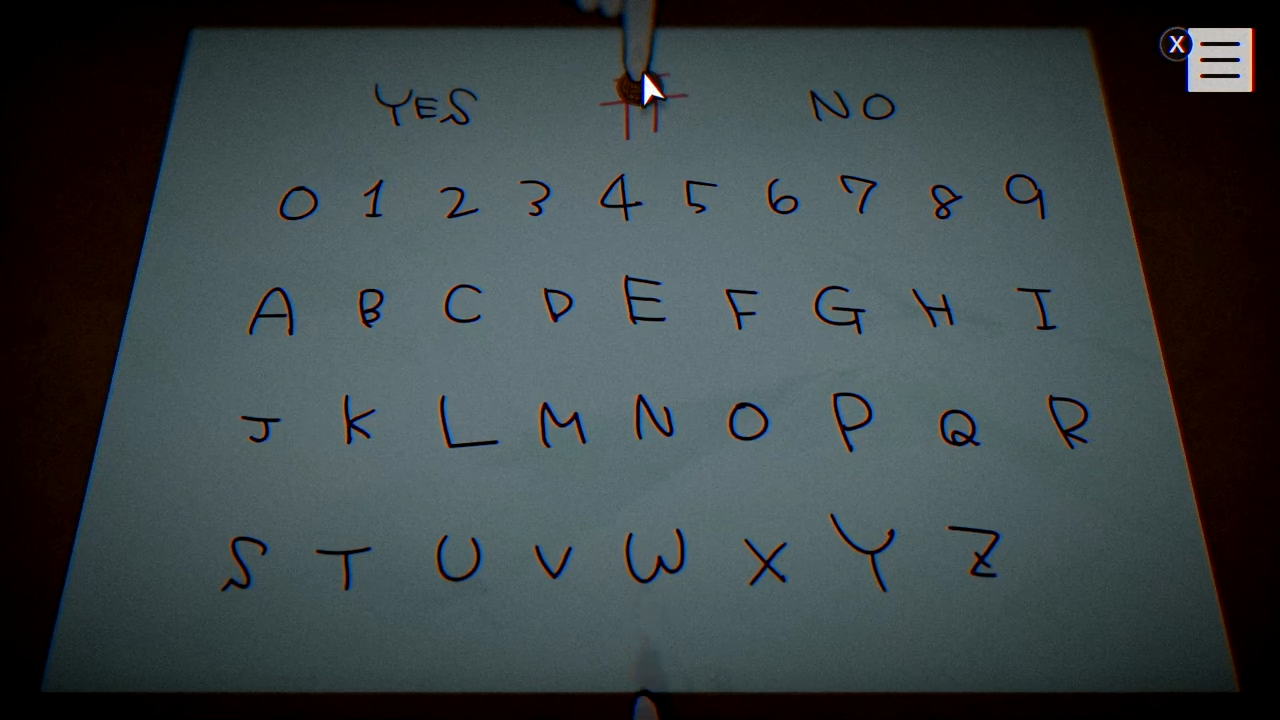 X
YES NO
0 1 2 3 4 5 6 7 8 9
A B C D E F G H I
J K L M N O P Q R
S T U V W X Y Z